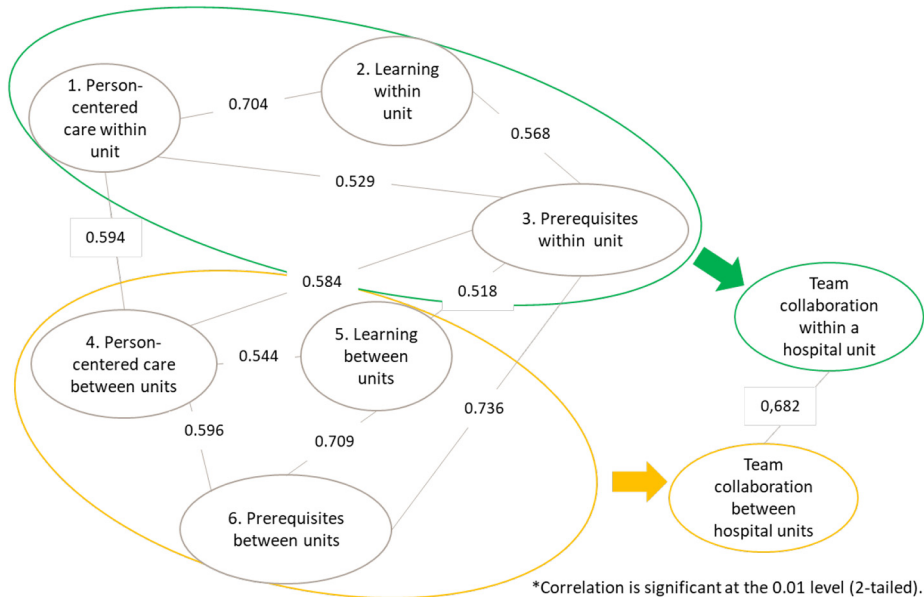 1. Person-
centered
care within
unit
0.704
2. Learning
within
unit
0.568
0.529
3. Prerequisites
within unit
0.594
0.584
0.518
4. Person-
centered care
between units
0.544
5. Learning
between
units
0.596
0.709
0.736
6. Prerequisites
between units
Team
collaboration
within a
hospital unit
0,682
Team
collaboration
between
hospital units
*Correlation is significant at the 0.01 level (2-tailed).